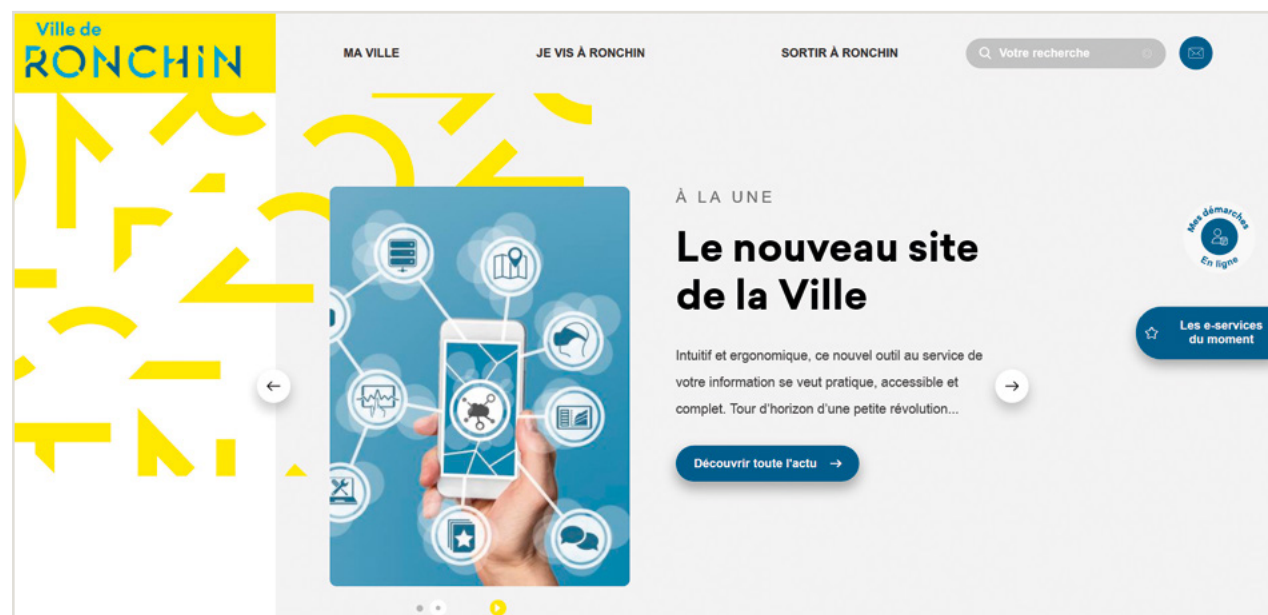 Ville de
RONCHiN
MA VILLE
JE VIS À RONCHIN
SORTIR À RONCHIN
Votre recherche
À LA UNE
Le nouveau site
de la Ville
Intuitif et ergonomique, ce nouvel outil au service de
votre information se veut pratique, accessible et
complet. Tour d'horizon d'une petite révolution...
Découvrir toute l'actu
Mes démarches
En ligne
Les e-services
du moment